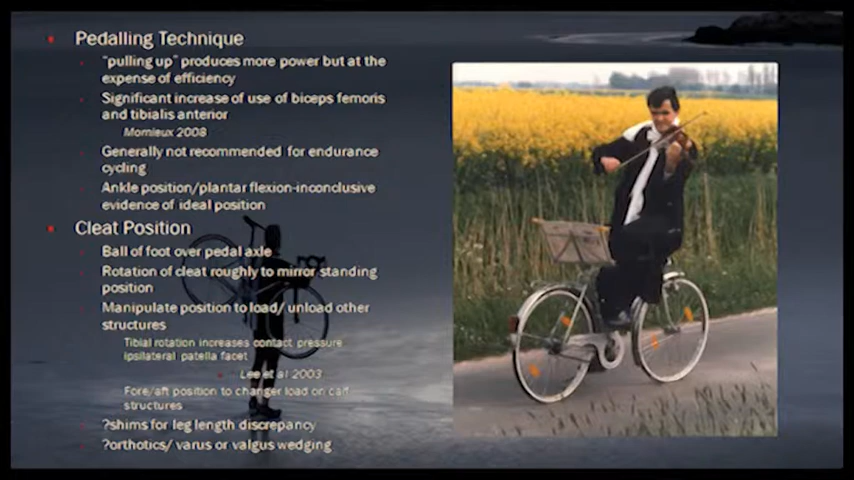 Pedalling Technique
"pulling up" produces more power but at the
expense of efficiency
Significant increase of use of biceps femoris
and tibialis anterior
Mornieux 2008
Generally not recommended for endurance
cycling
Ankle position/plantar flexion-inconclusive
evidence of ideal position
Cleat Position
Ball of foot over pedal axle
Rotation of cleat roughly to mirror standing
position
Manipulate position to load/ unload other
structures
Tibial rotation increases contact pressure
ipsilateral patella facet
Lee et al 2003
Fore/aft position to changer load on calf
structures
?shims for leg length discrepancy
?orthotics/ varus or valgus wedging